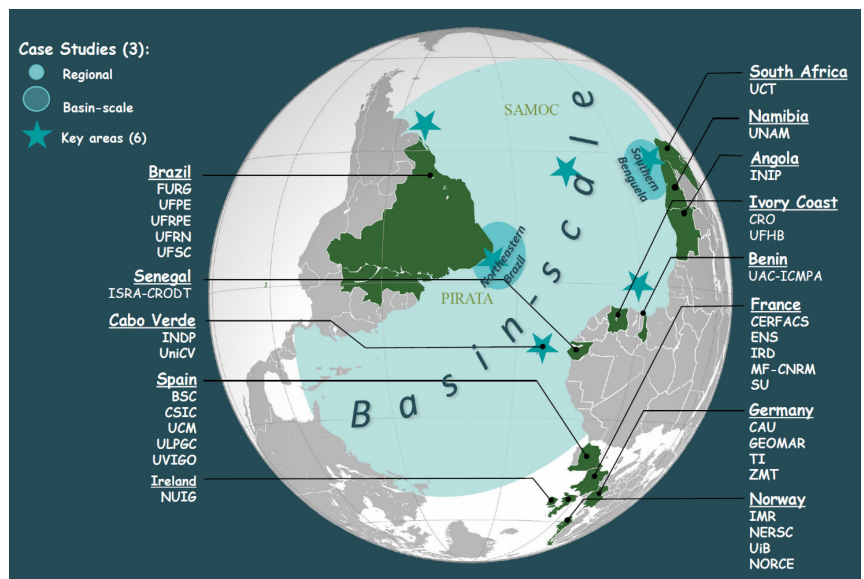 Case Studies (3):
Regional
Basin-scale
Key areas (6)
Brazil
FURG
UFPE
UFRPE
UFRN
UFSC
Senegal
ISRA-CRODT
Cabo Verde
INDP
UniCV
Spain
BSC
CSIC
UCM
ULPGC
UVIGO
Ireland
NUIG
SAMOC
PIRATA
Basin-scale
Northeastern
Brazil
Southern
Benguela
South Africa
UCT
Namibia
UNAM
Angola
INIP
Ivory Coast
CRO
UFHB
Benin
UAC-ICMPA
France
CERFACS
ENS
IRD
MF-CNRM
SU
Germany
CAU
GEOMAR
TI
ZMT
Norway
IMR
NERSC
UiB
NORCE